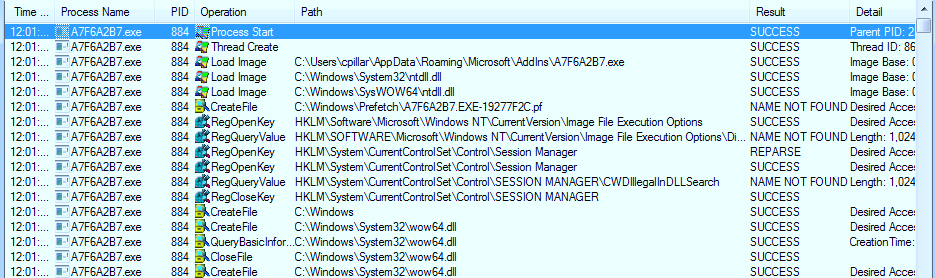 Time ... Process Name PID Operation Path Result Detail
12:01:... A7F6A2B7.exe 884 Process Start SUCCESS Parent PID: 2
12:01:... A7F6A2B7.exe 884 Thread Create SUCCESS Thread ID: 86
12:01:... A7F6A2B7.exe 884 Load Image C:\Users\cpillar\AppData\Roaming\Microsoft\AddIns\A7F6A2B7.exe SUCCESS Image Base: 0
12:01:... A7F6A2B7.exe 884 Load Image C:\Windows\System32\ntdll.dll SUCCESS Image Base: 0
12:01:... A7F6A2B7.exe 884 Load Image C:\Windows\SysWOW64\ntdll.dll SUCCESS Image Base: 0
12:01:... A7F6A2B7.exe 884 CreateFile C:\Windows\Prefetch\A7F6A2B7.EXE-19277F2C.pf NAME NOT FOUND Desired Acce
12:01:... A7F6A2B7.exe 884 RegOpenKey HKLM\Software\Microsoft\Windows NT\CurrentVersion\Image File Execution Options SUCCESS Desired Acce
12:01:... A7F6A2B7.exe 884 RegQueryValue HKLM\SOFTWARE\Microsoft\Windows NT\CurrentVersion\Image File Execution Options\Di... NAME NOT FOUND Length: 1,024
12:01:... A7F6A2B7.exe 884 RegOpenKey HKLM\System\CurrentControlSet\Control\Session Manager REPARSE Desired Acce
12:01:... A7F6A2B7.exe 884 RegOpenKey HKLM\System\CurrentControlSet\Control\Session Manager SUCCESS Desired Acce
12:01:... A7F6A2B7.exe 884 RegQueryValue HKLM\System\CurrentControlSet\Control\SESSION MANAGER\CWDIllegalInDLLSearch NAME NOT FOUND Length: 1,024
12:01:... A7F6A2B7.exe 884 RegCloseKey HKLM\System\CurrentControlSet\Control\SESSION MANAGER SUCCESS
12:01:... A7F6A2B7.exe 884 CreateFile C:\Windows SUCCESS Desired Acce
12:01:... A7F6A2B7.exe 884 CreateFile C:\Windows\System32\wow64.dll SUCCESS Desired Acce
12:01:... A7F6A2B7.exe 884 QueryBasicInfor... C:\Windows\System32\wow64.dll SUCCESS CreationTime:
12:01:... A7F6A2B7.exe 884 CloseFile C:\Windows\System32\wow64.dll SUCCESS
12:01:... A7F6A2B7.exe 884 CreateFile C:\Windows\System32\wow64.dll SUCCESS Desired Acce